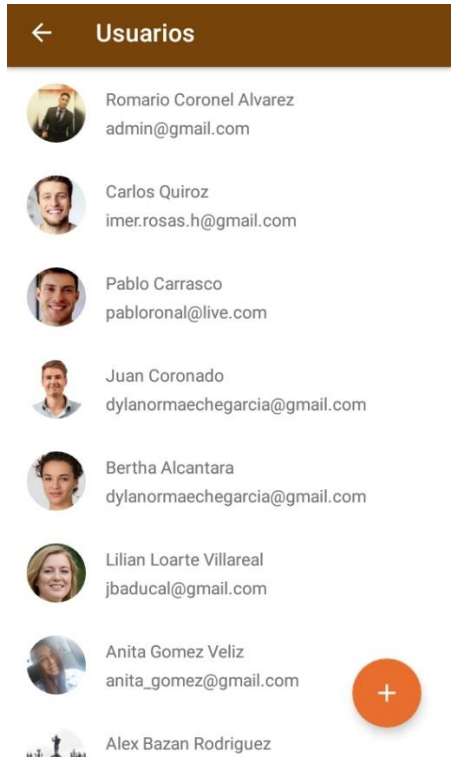 Usuarios
Romario Coronel Alvarez
admin@gmail.com
Carlos Quiroz
imer.rosas.h@gmail.com
Pablo Carrasco
pabloronal@live.com
Juan Coronado
dylanormaechegarcia@gmail.com
Bertha Alcantara
dylanormaechegarcia@gmail.com
Lilian Loarte Villareal
jbaducal@gmail.com
Anita Gomez Veliz
anita_gomez@gmail.com
Alex Bazan Rodriguez